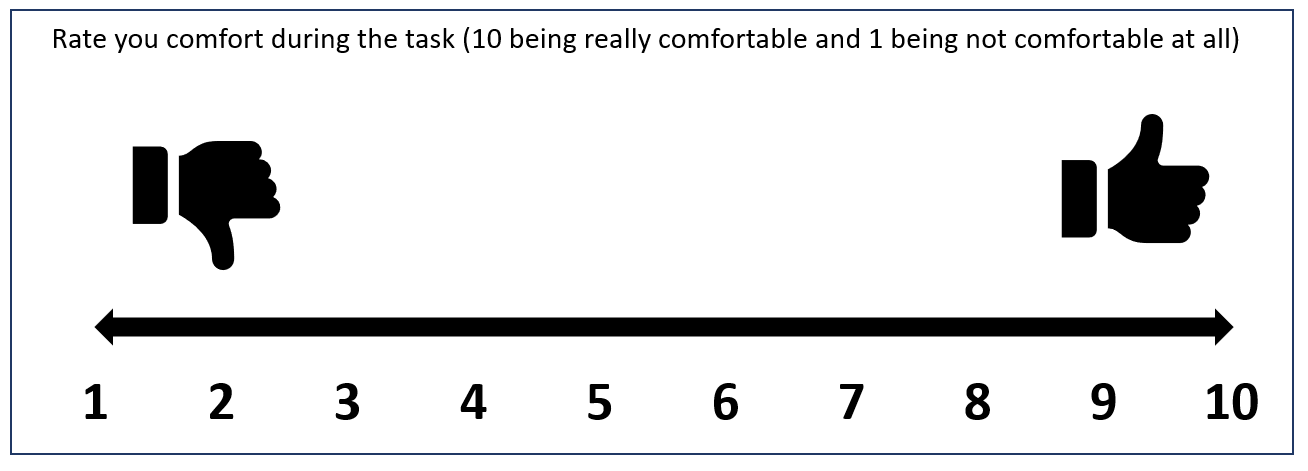 Rate you comfort during the task (10 being really comfortable and 1 being not comfortable at all)
1 2 3 4 5 6 7 8 9 10